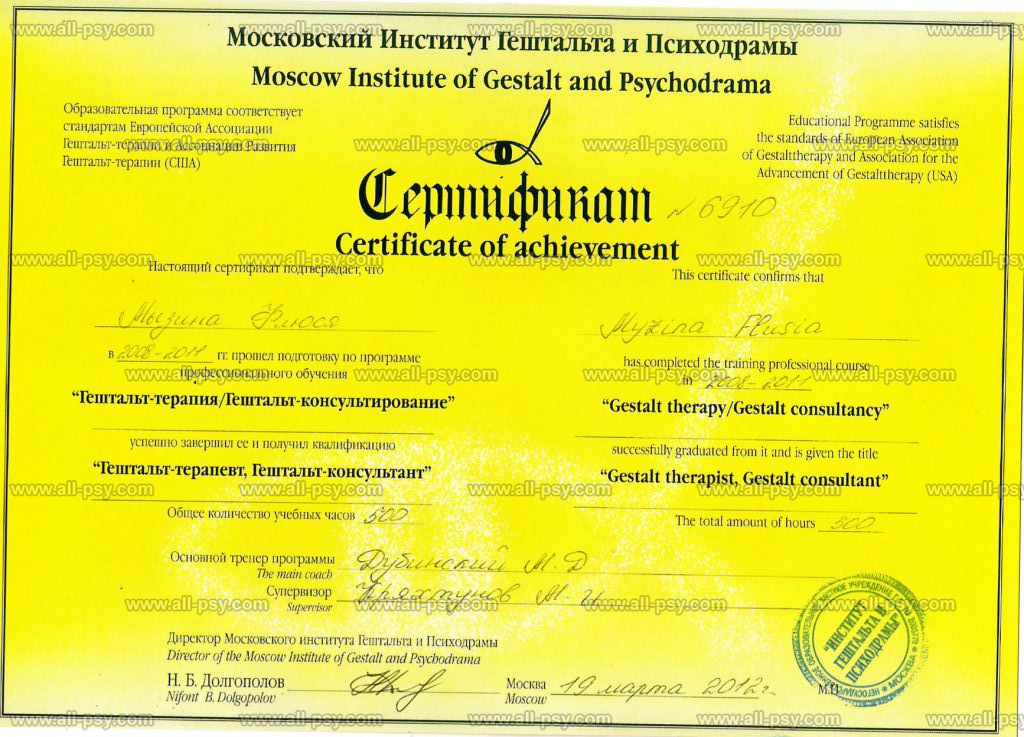 Московский Институт Гештальта и Психодрамы
Moscow Institute of Gestalt and Psychodrama
Образовательная программа соответствует
стандартам Европейской Ассоциации
Гештальт-терапии и Ассоциации Развития
Гештальт-терапии (США)
Educational Programme satisfies
the standards of European Association
of Gestalttherapy and Association for the
Advancement of Gestalttherapy (USA)
Сертификат N 6910
Certificate of achievement
Настоящий сертификат подтверждает, что
Мызина Флюся
в 2008-2011 гг. прошел подготовку по программе
профессионального обучения
“Гештальт-терапия/Гештальт-консультирование”
успешно завершил ее и получил квалификацию
“Гештальт-терапевт, Гештальт-консультант”
Общее количество учебных часов 500
This certificate confirms that
Myzina Flusia
has completed the training professional course
in 2008-2011
“Gestalt therapy/Gestalt consultancy”
successfully graduated from it and is given the title
“Gestalt therapist, Gestalt consultant”
The total amount of hours 500
Основной тренер программы Дубинский М. Д
The main coach
Супервизор Кряхтунов М. И.
Supervisor
Директор Московского института Гештальта и Психодрамы
Director of the Moscow Institute of Gestalt and Psychodrama
Н. Б. Долгополов
Nifont B. Dolgopolov
Москва 19 марта 2012г.
Moscow
М.П.
"ИНСТИТУТ
ГЕШТАЛЬТА И
ПСИХОДРАМЫ"
МОСКВА
www.all-psy.com